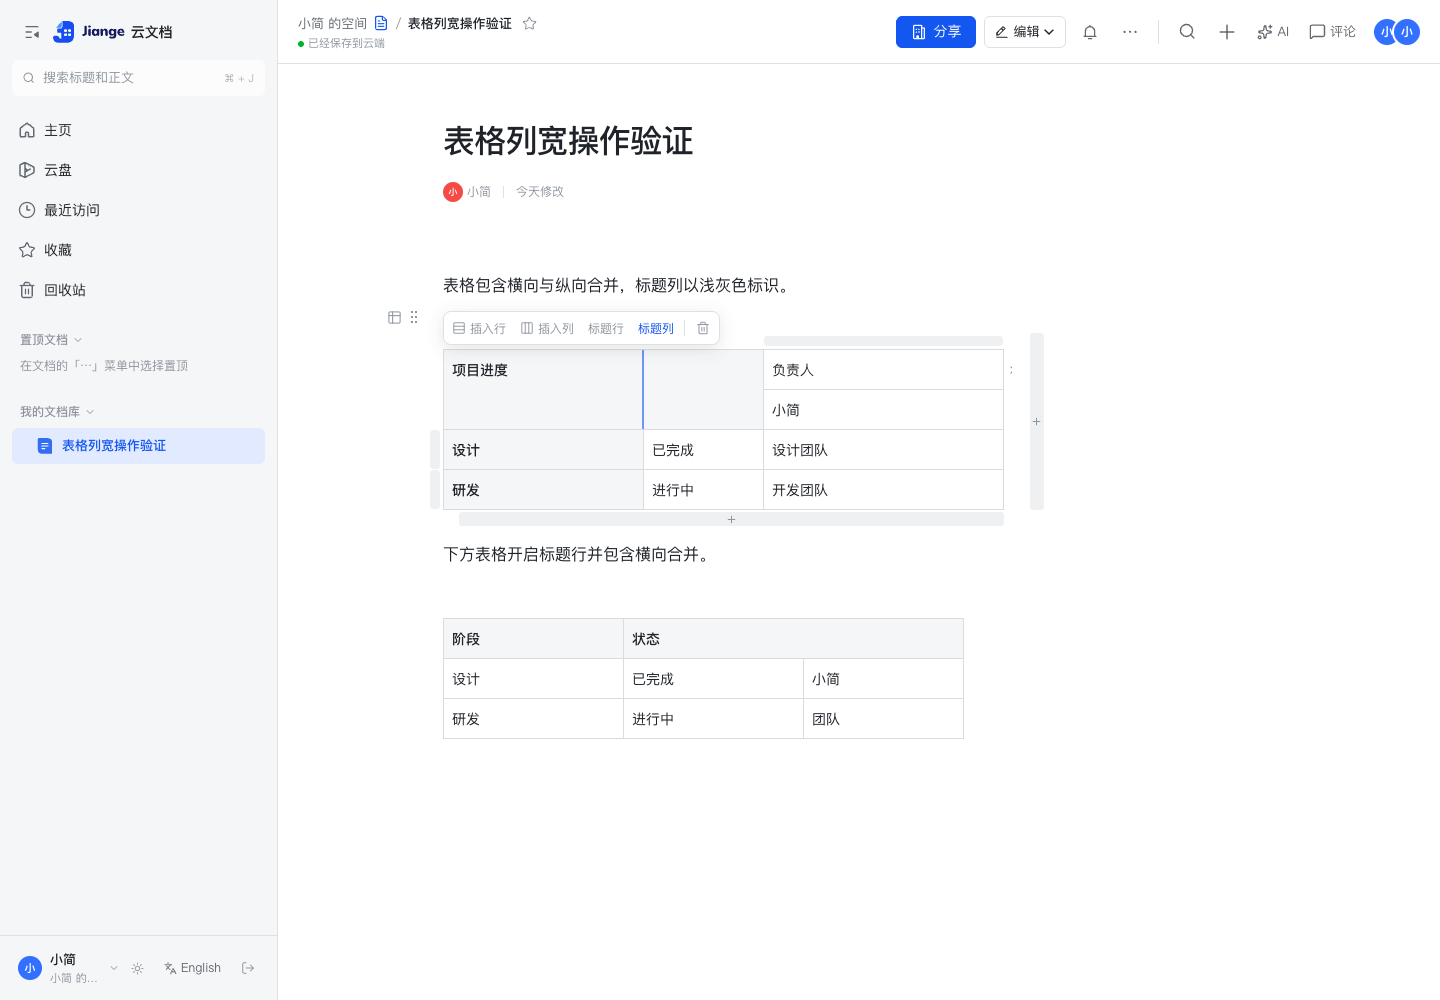 Jiange 云文档
搜索标题和正文 ⌘ + J
主页
云盘
最近访问
收藏
回收站
置顶文档
在文档的「…」菜单中选择置顶
我的文档库
表格列宽操作验证
小 小简
小简 的...
English
小简 的空间 / 表格列宽操作验证
已经保存到云端
分享
编辑
AI
评论
小 小
表格列宽操作验证
小 小简 今天修改
表格包含横向与纵向合并，标题列以浅灰色标识。
插入行 插入列 标题行 标题列
项目进度 负责人
小简
设计 已完成 设计团队
研发 进行中 开发团队
下方表格开启标题行并包含横向合并。
阶段 状态
设计 已完成 小简
研发 进行中 团队